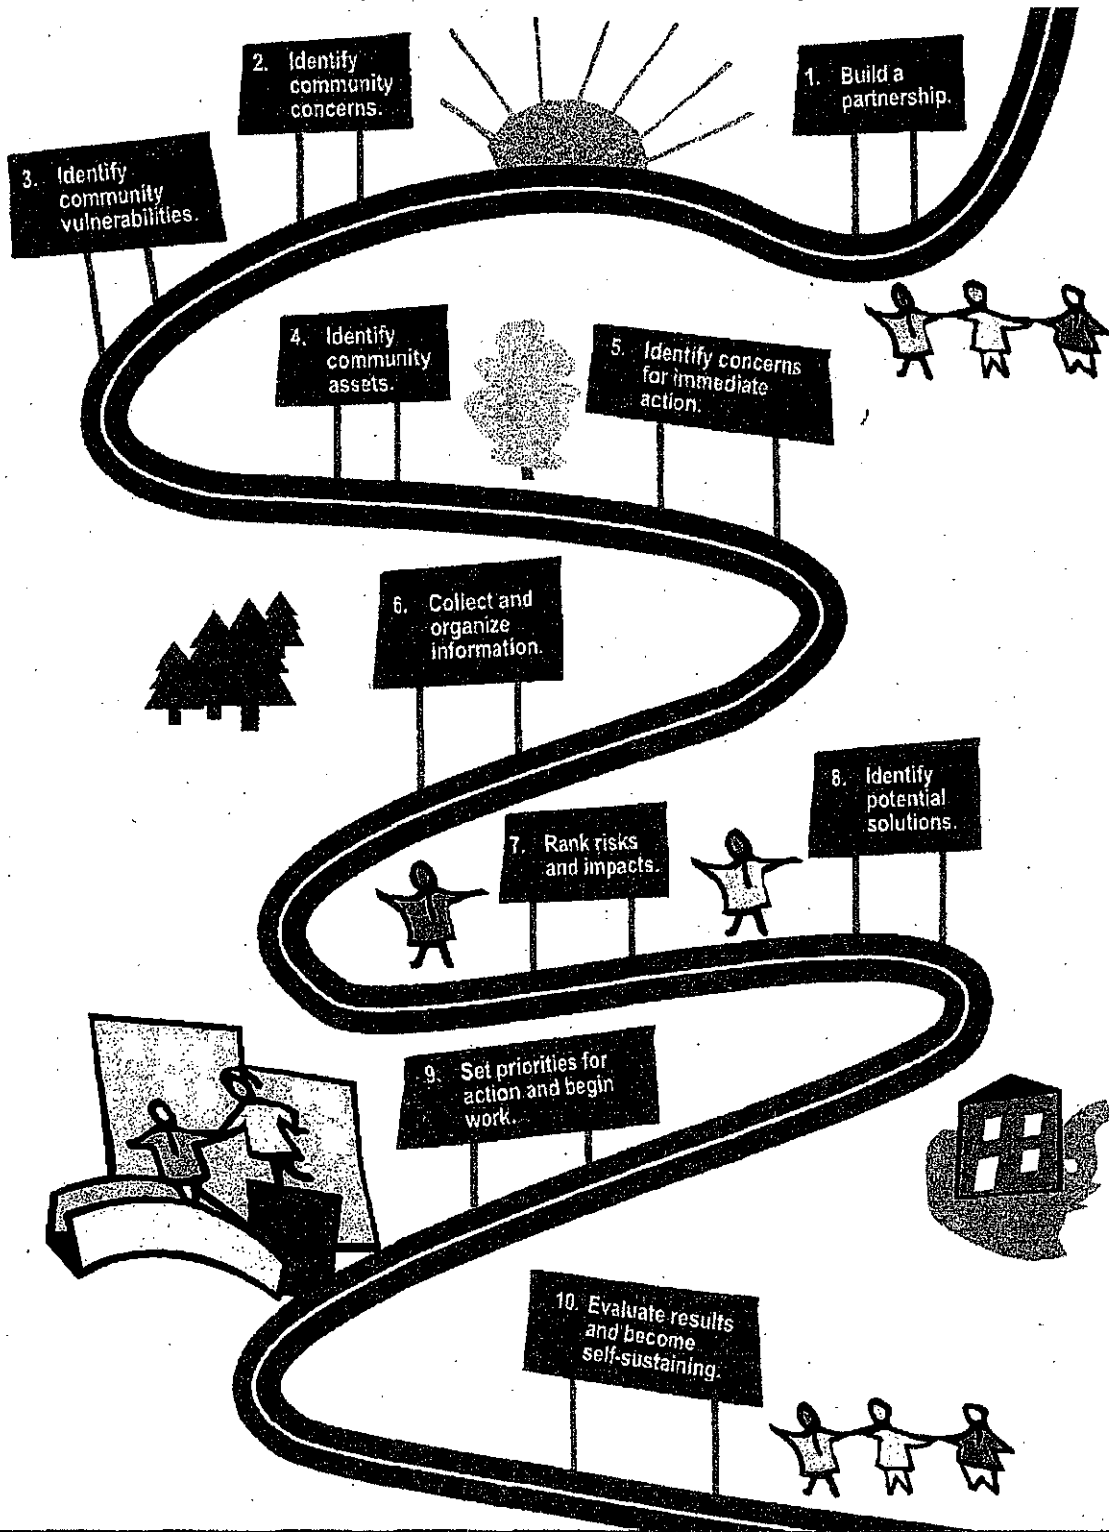 1. Build a
partnership.
2. Identify
community
concerns.
3. Identify
community
vulnerabilities.
4. Identify
community
assets.
5. Identify concerns
for immediate
action.
6. Collect and
organize
information.
7. Rank risks
and impacts.
8. Identify
potential
solutions.
9. Set priorities for
action and begin
work.
10. Evaluate results
and become
self-sustaining.